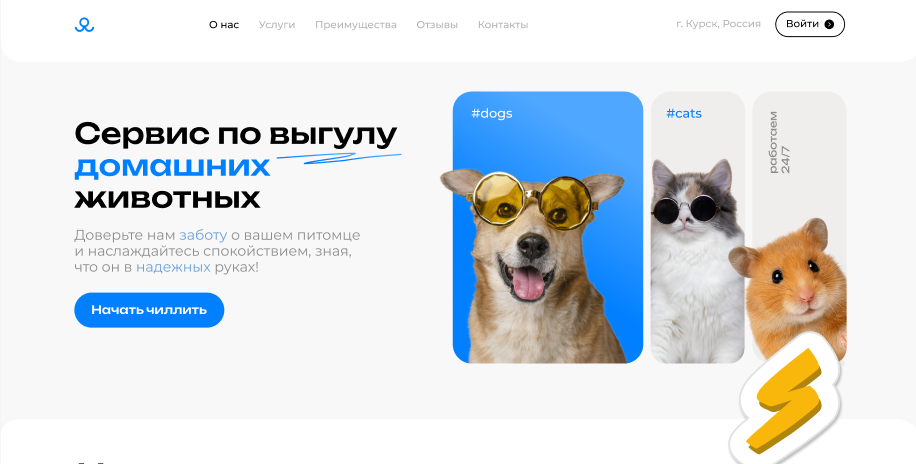 О нас
Услуги
Преимущества
Отзывы
Контакты
г. Курск, Россия
Войти
Сервис по выгулу
домашних
животных
Доверьте нам заботу о вашем питомце
и наслаждайтесь спокойствием, зная,
что он в надежных руках!
Начать чиллить
#dogs
#cats
работаем
24/7